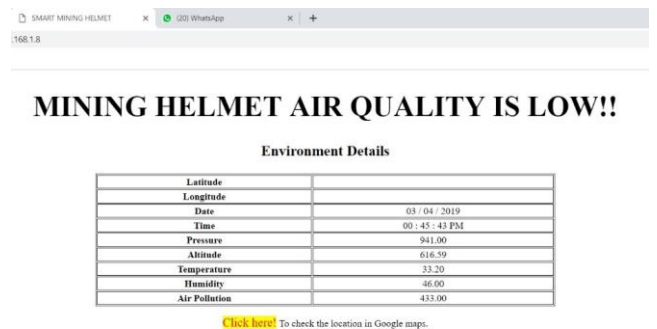 SMART MINING HELMET × (20) WhatsApp × +
:168.1.8
MINING HELMET AIR QUALITY IS LOW!!
Environment Details
Latitude
Longitude
Date 03 / 04 / 2019
Time 00 : 45 : 43 PM
Pressure 941.00
Altitude 616.59
Temperature 33.20
Humidity 46.00
Air Pollution 433.00
Click here! To check the location in Google maps.